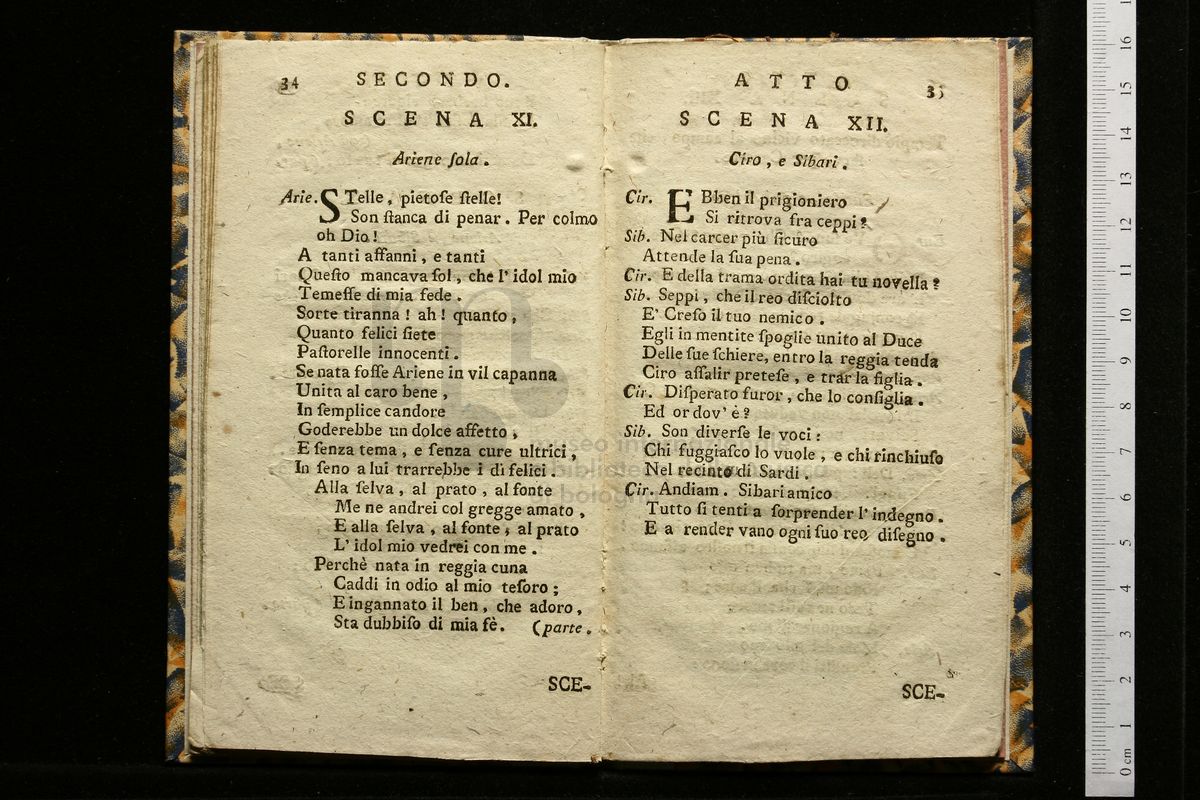 34 SECONDO.
SCENA XI.
Ariene ſola.
Arie. STelle, pietoſe ſtelle!
Son ſtanca di penar. Per colmo
oh Dio!
A tanti affanni, e tanti
Queſto mancava ſol, che l' idol mio
Temeſſe di mia fede.
Sorte tiranna! ah! quanto,
Quanto felici ſiete
Paſtorelle innocenti.
Se nata foſſe Ariene in vil capanna
Unita al caro bene,
In ſemplice candore
Goderebbe un dolce affetto,
E ſenza tema, e ſenza cure ultrici,
In ſeno a lui trarrebbe i dì felici.
Alla ſelva, al prato, al fonte
Me ne andrei col gregge amato,
E alla ſelva, al fonte, al prato
L' idol mio vedrei con me.
Perchè nata in reggia cuna
Caddi in odio al mio teſoro;
E ingannato il ben, che adoro,
Sta dubbiſo di mia fè. (parte.
SCE-
ATTO 35
SCENA XII.
Ciro, e Sibari.
Cir. EBben il prigioniero
Si ritrova fra ceppi?
Sib. Nel carcer più ſicuro
Attende la ſua pena.
Cir. E della trama ordita hai tu novella?
Sib. Seppi, che il reo diſciolto
E' Creſo il tuo nemico.
Egli in mentite ſpoglie unito al Duce
Delle ſue ſchiere, entro la reggia tenda
Ciro aſſalir preteſe, e trar la figlia.
Cir. Diſperato furor, che lo conſiglia.
Ed or dov' è?
Sib. Son diverſe le voci:
Chi fuggiaſco lo vuole, e chi rinchiuſo
Nel recinto di Sardi.
Cir. Andiam. Sibari amico
Tutto ſi tenti a ſorprender l' indegno.
E a render vano ogni ſuo reo diſegno.
SCE-